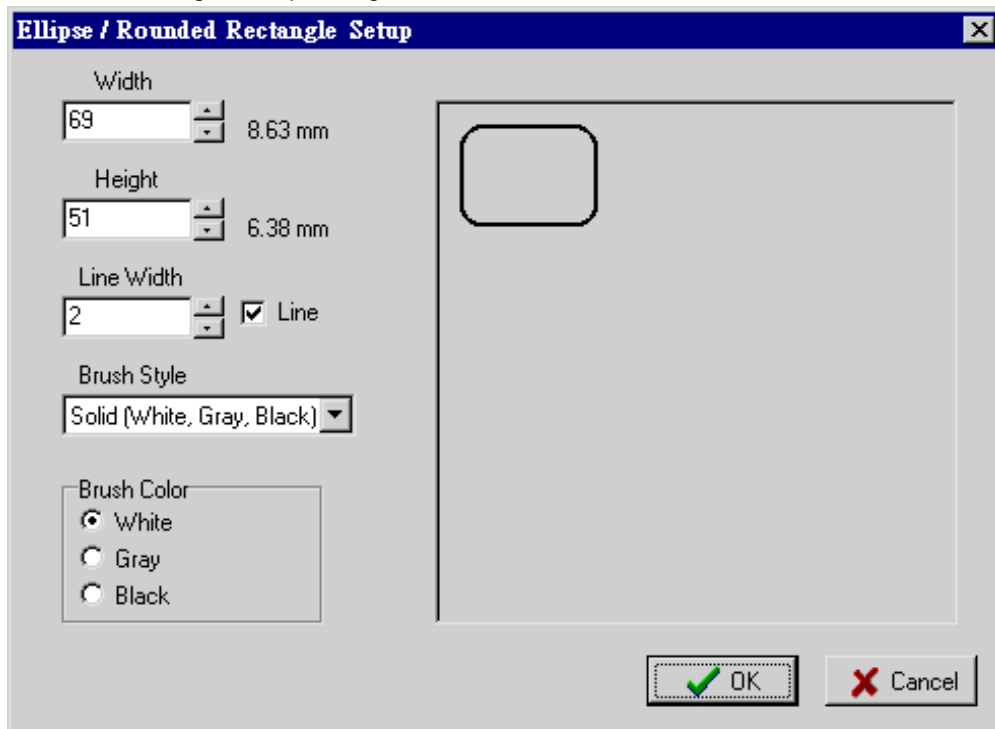 Ellipse / Rounded Rectangle Setup
Width
69
8.63 mm
Height
51
6.38 mm
Line Width
2
Line
Brush Style
Solid (White, Gray, Black)
Brush Color
White
Gray
Black
OK
Cancel